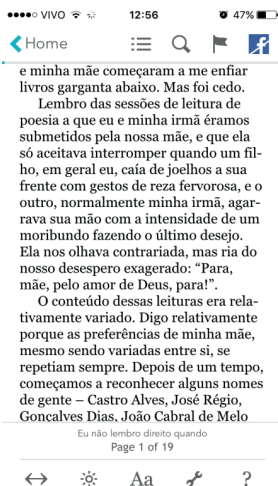 VIVO 12:56 47%
Home
e minha mãe começaram a me enfiar
livros garganta abaixo. Mas foi cedo.
Lembro das sessões de leitura de
poesia a que eu e minha irmã éramos
submetidos pela nossa mãe, e que ela
só aceitava interromper quando um fil-
ho, em geral eu, caía de joelhos a sua
frente com gestos de reza fervorosa, e o
outro, normalmente minha irmã, agar-
rava sua mão com a intensidade de um
moribundo fazendo o último desejo.
Ela nos olhava contrariada, mas ria do
nosso desespero exagerado: “Para,
mãe, pelo amor de Deus, para!”.
O conteúdo dessas leituras era rela-
tivamente variado. Digo relativamente
porque as preferências de minha mãe,
mesmo sendo variadas entre si, se
repetiam sempre. Depois de um tempo,
começamos a reconhecer alguns nomes
de gente – Castro Alves, José Régio,
Gonçalves Dias, João Cabral de Melo
Eu não lembro direito quando
Page 1 of 19
Aa ?